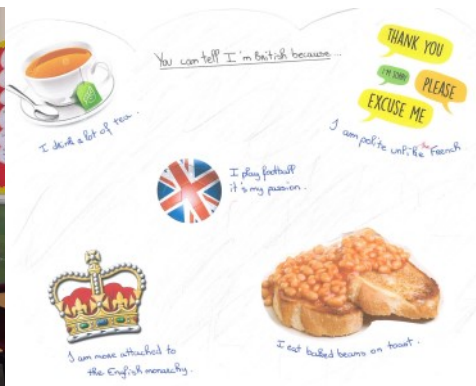 You can tell I'm British because...
THANK YOU
I'M SORRY
PLEASE
EXCUSE ME
I drink a lot of tea.
I am polite unlike the French
I play football
it's my passion.
I am more attached to
the English monarchy.
I eat baked beans on toast.